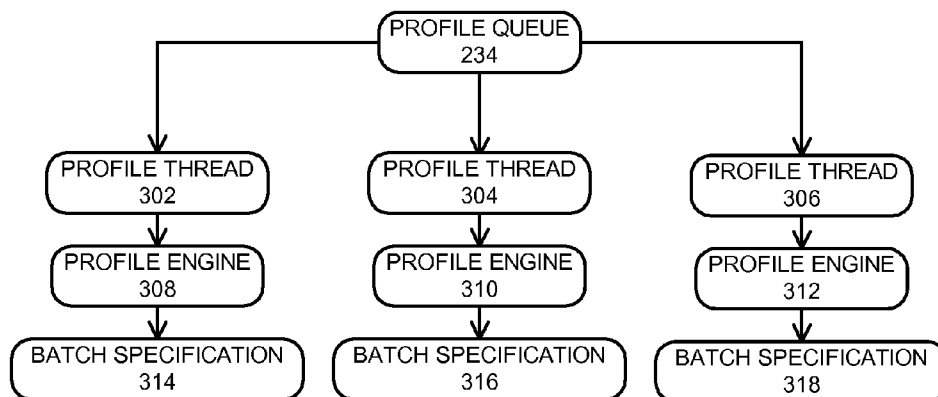 PROFILE QUEUE
234
PROFILE THREAD
302
PROFILE THREAD
304
PROFILE THREAD
306
PROFILE ENGINE
308
PROFILE ENGINE
310
PROFILE ENGINE
312
BATCH SPECIFICATION
314
BATCH SPECIFICATION
316
BATCH SPECIFICATION
318